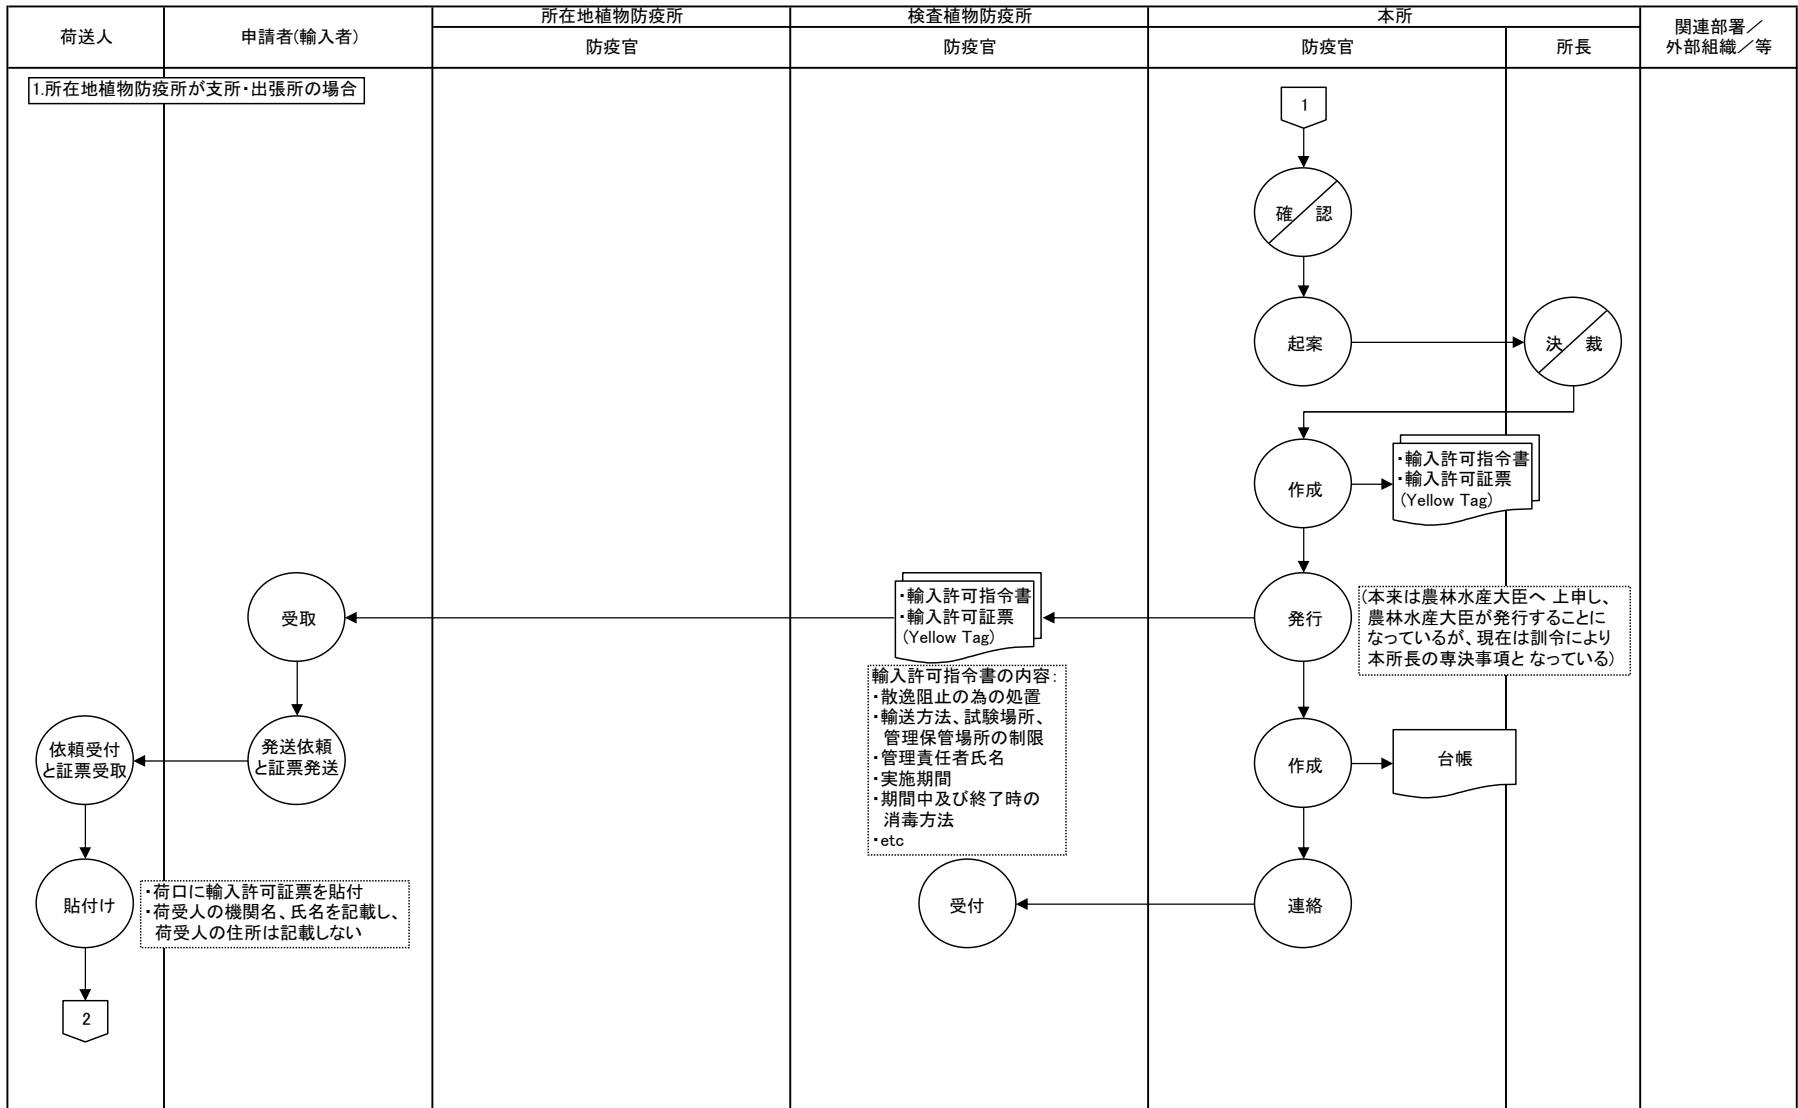 荷送人
申請者(輸入者)
所在地植物防疫所
防疫官
検査植物防疫所
防疫官
本所
防疫官
所長
関連部署／
外部組織／等
1.所在地植物防疫所が支所・出張所の場合
1
確 認
起案
決 裁
作成
・輸入許可指令書
・輸入許可証票
(Yellow Tag)
受取
・輸入許可指令書
・輸入許可証票
(Yellow Tag)
発行
(本来は農林水産大臣へ 上申し、
農林水産大臣が発行することに
なっているが、現在は訓令により
本所長の専決事項と なっている)
輸入許可指令書の内容：
・散逸阻止の為の処置
・輸送方法、試験場所、
管理保管場所の制限
・管理責任者氏名
・実施期間
・期間中及び終了時の
消毒方法
・etc
依頼受付
と証票受取
発送依頼
と証票発送
作成
台帳
貼付け
・荷口に輸入許可証票を貼付
・荷受人の機関名、氏名を記載し、
荷受人の住所は記載しない
受付
連絡
2